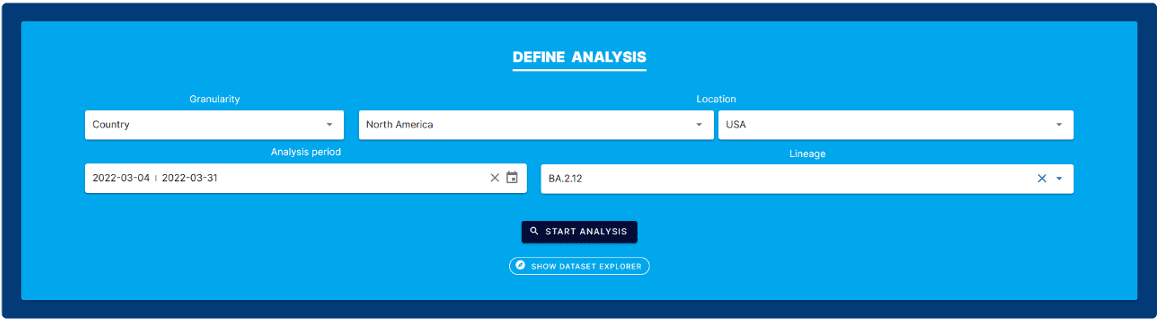 DEFINE ANALYSIS
Granularity Location
Country North America USA
Analysis period Lineage
2022-03-04 | 2022-03-31 BA.2.12
START ANALYSIS
SHOW DATASET EXPLORER